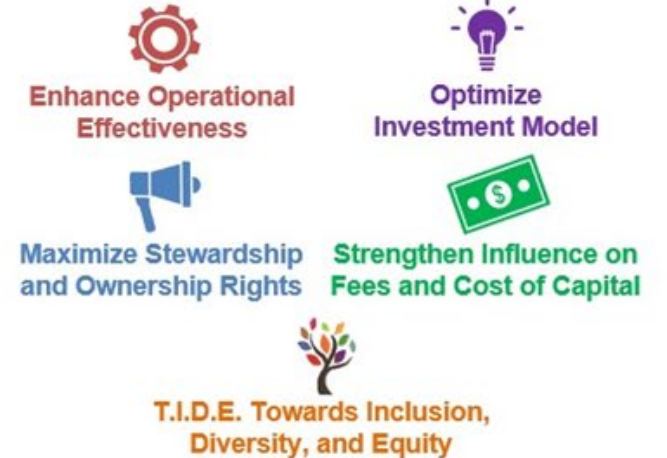 Enhance Operational
Effectiveness
Optimize
Investment Model
$
Maximize Stewardship
and Ownership Rights
Strengthen Influence on
Fees and Cost of Capital
T.I.D.E. Towards Inclusion,
Diversity, and Equity